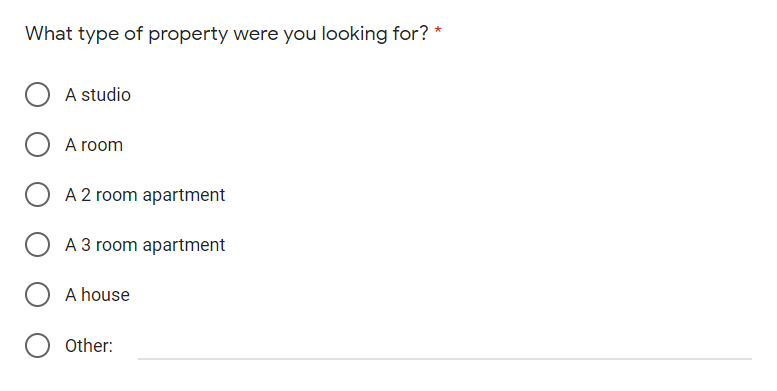 What type of property were you looking for? *
A studio
A room
A 2 room apartment
A 3 room apartment
A house
Other: